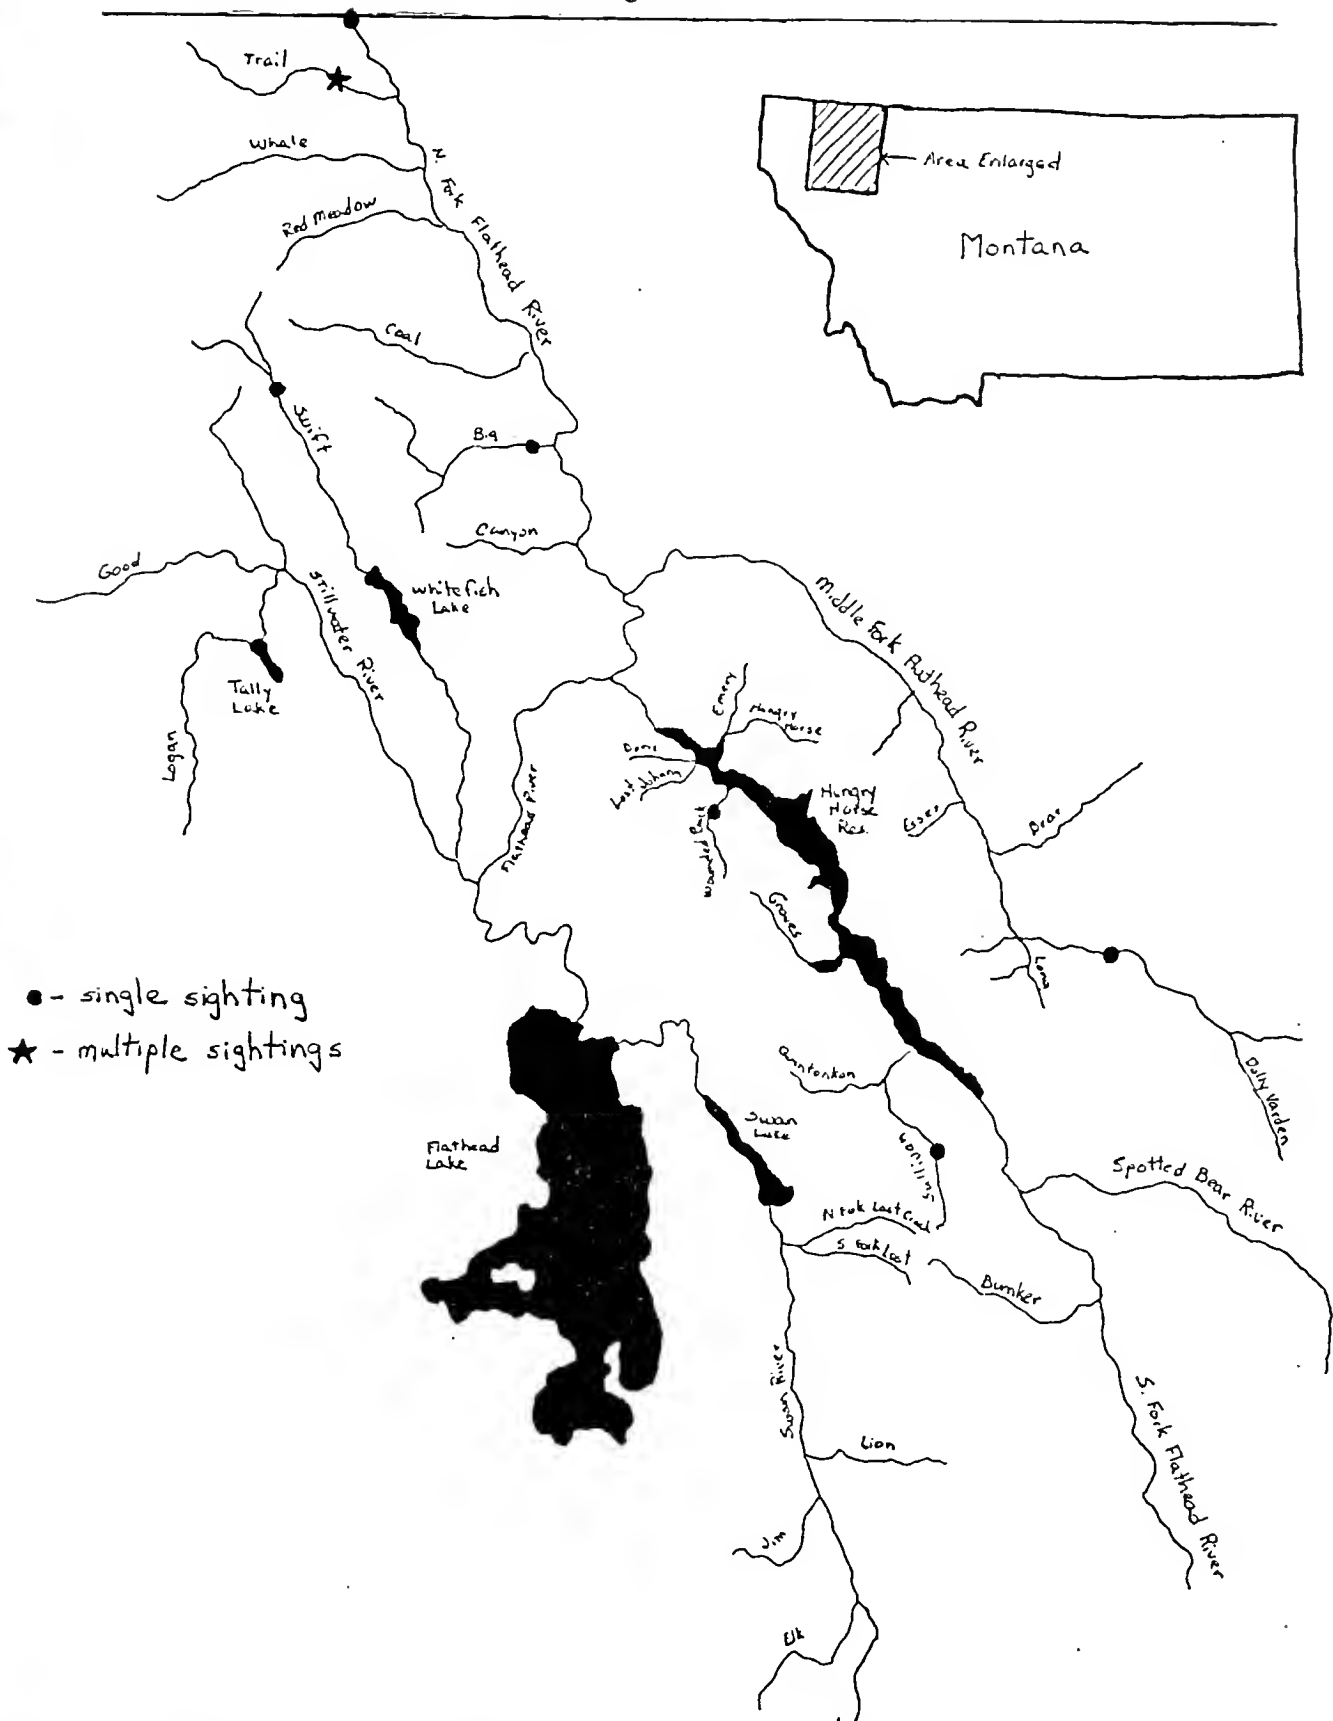 Trail
Whale
Red Meadow
N. Fork Flathead River
Area Enlarged
Montana
Coal
Swift
Big
Canyon
Good
Stillwater River
Whitefish
Lake
Tally
Lake
Logan
Middle Fork Flathead River
Emery
Hungry
Horse
Doris
Lost Johnny
Wounded Buck
Hungry
Horse
Res.
Flathead River
Essex
Bear
Graves
Long
Dolly Varden
● - single sighting
★ - multiple sightings
Flathead
Lake
Quintonkon
Swan
Lake
Spotted Bear River
N Fork Lost Creek
S Fork Lost
Bunker
Swan River
S. Fork Flathead River
Lion
Jim
Elk